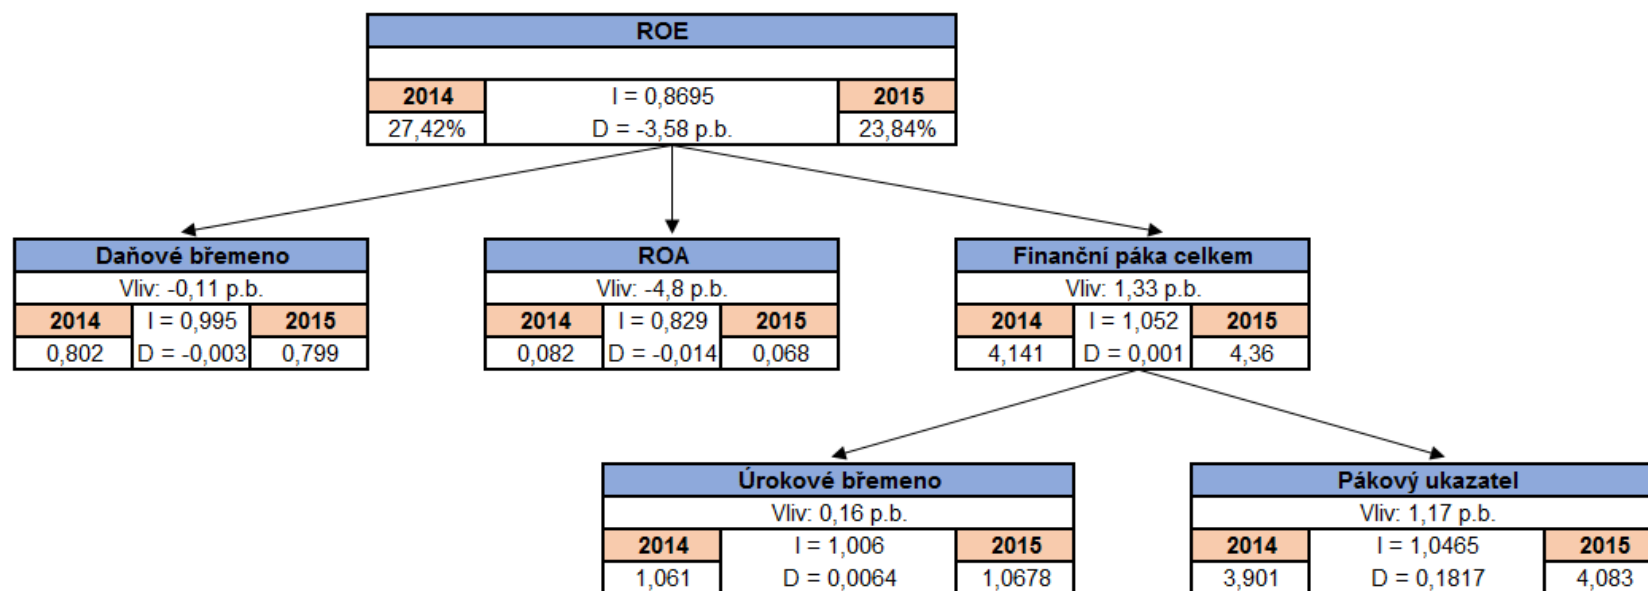 ROE
2014 I = 0,8695 2015
27,42% D = -3,58 p.b. 23,84%
Daňové břemeno
Vliv: -0,11 p.b.
2014 I = 0,995 2015
0,802 D = -0,003 0,799
ROA
Vliv: -4,8 p.b.
2014 I = 0,829 2015
0,082 D = -0,014 0,068
Finanční páka celkem
Vliv: 1,33 p.b.
2014 I = 1,052 2015
4,141 D = 0,001 4,36
Úrokové břemeno
Vliv: 0,16 p.b.
2014 I = 1,006 2015
1,061 D = 0,0064 1,0678
Pákový ukazatel
Vliv: 1,17 p.b.
2014 I = 1,0465 2015
3,901 D = 0,1817 4,083